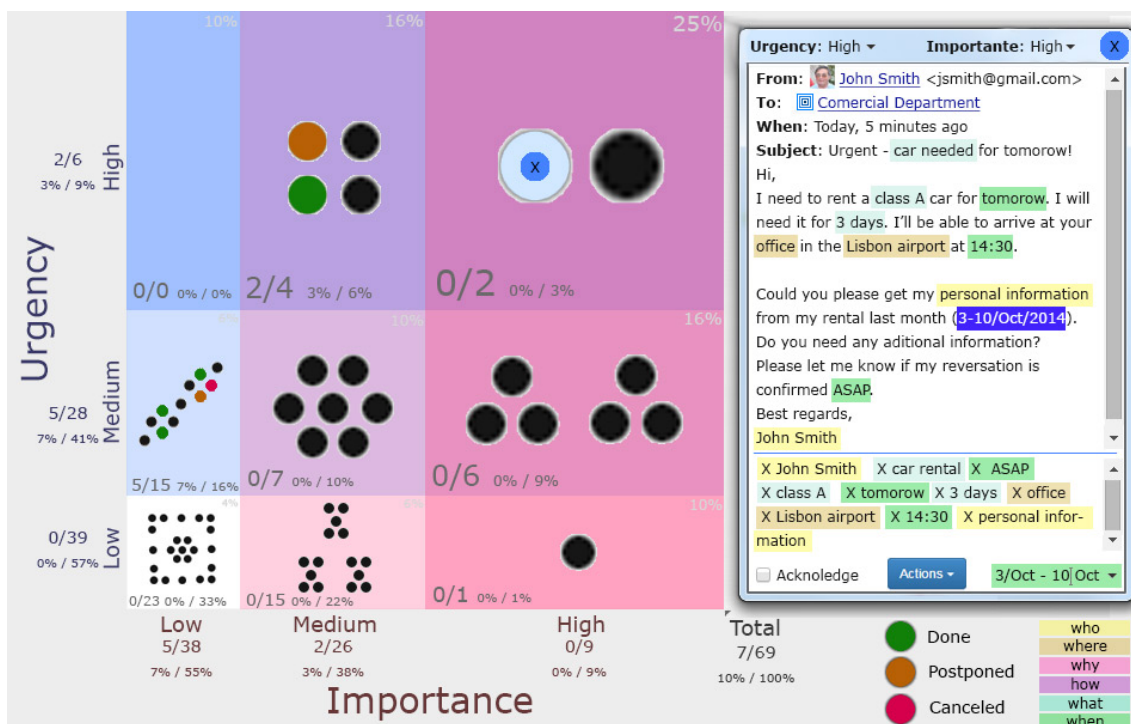 10%
16%
25%
2/6
3% / 9%
High
0/0 0% / 0%
2/4 3% / 6%
X
0/2 0% / 3%
Urgency
6%
10%
16%
5/28
7% / 41%
Medium
5/15 7% / 16%
0/7 0% / 10%
0/6 0% / 9%
4%
6%
10%
0/39
0% / 57%
Low
0/23 0% / 33%
0/15 0% / 22%
0/1 0% / 1%
Low
5/38
7% / 55%
Medium
2/26
3% / 38%
High
0/9
0% / 9%
Total
7/69
10% / 100%
Importance
Urgency: High Importante: High X
From: John Smith <jsmith@gmail.com>
To: Comercial Department
When: Today, 5 minutes ago
Subject: Urgent - car needed for tomorow!
Hi,
I need to rent a class A car for tomorow. I will
need it for 3 days. I'll be able to arrive at your
office in the Lisbon airport at 14:30.
Could you please get my personal information
from my rental last month (3-10/Oct/2014).
Do you need any aditional information?
Please let me know if my reversation is
confirmed ASAP.
Best regards,
John Smith
X John Smith X car rental X ASAP
X class A X tomorow X 3 days X office
X Lisbon airport X 14:30 X personal infor-
mation
Acknoledge Actions 3/Oct - 10 Oct
Done
Postponed
Canceled
who
where
why
how
what
when